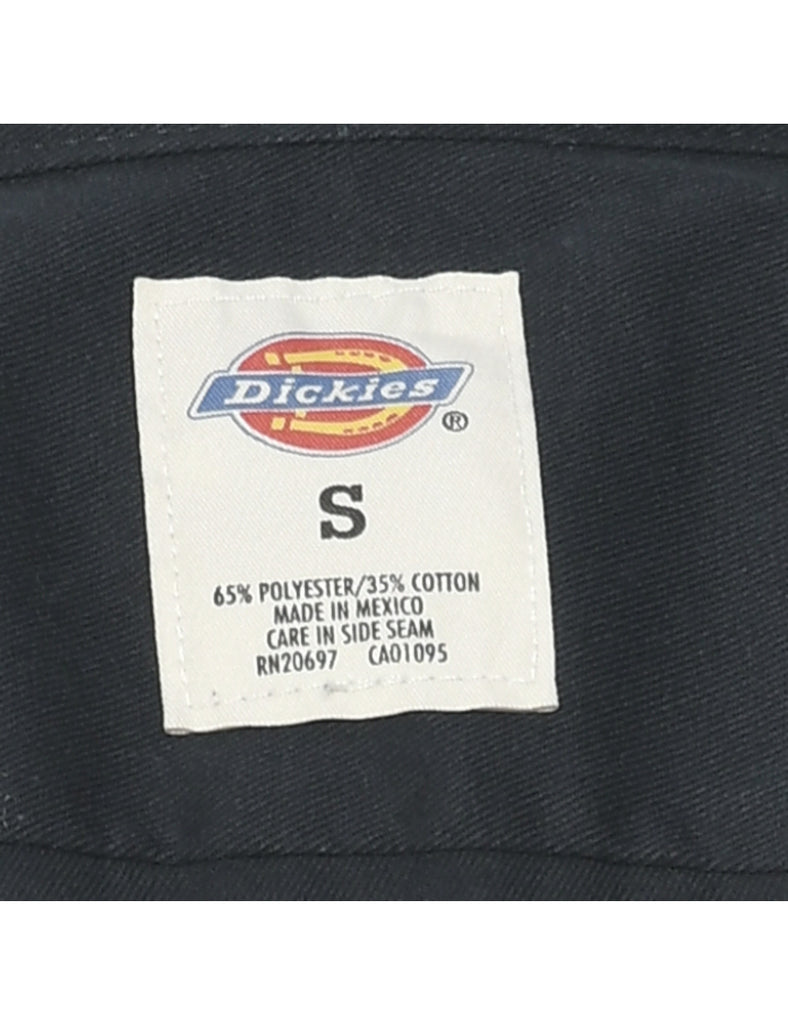 Dickies
®
S
65% POLYESTER/35% COTTON
MADE IN MEXICO
CARE IN SIDE SEAM
RN20697 CA01095